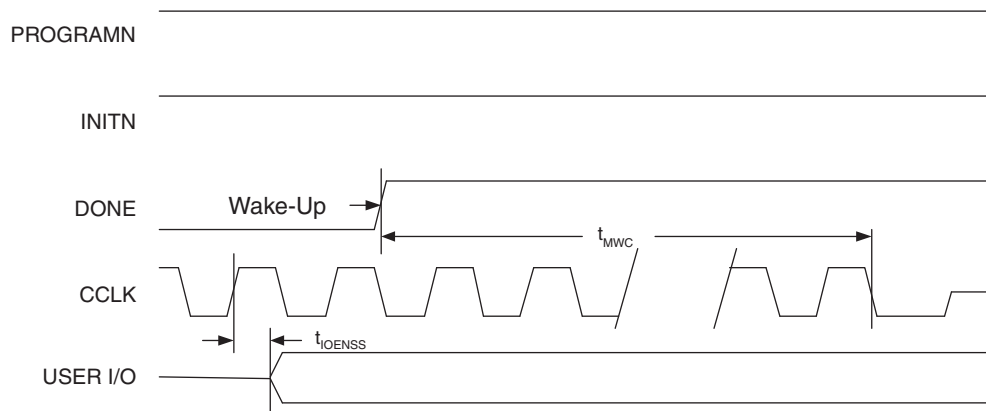 PROGRAMN
INITN
DONE
Wake-Up
tMWC
CCLK
tIOENSS
USER I/O